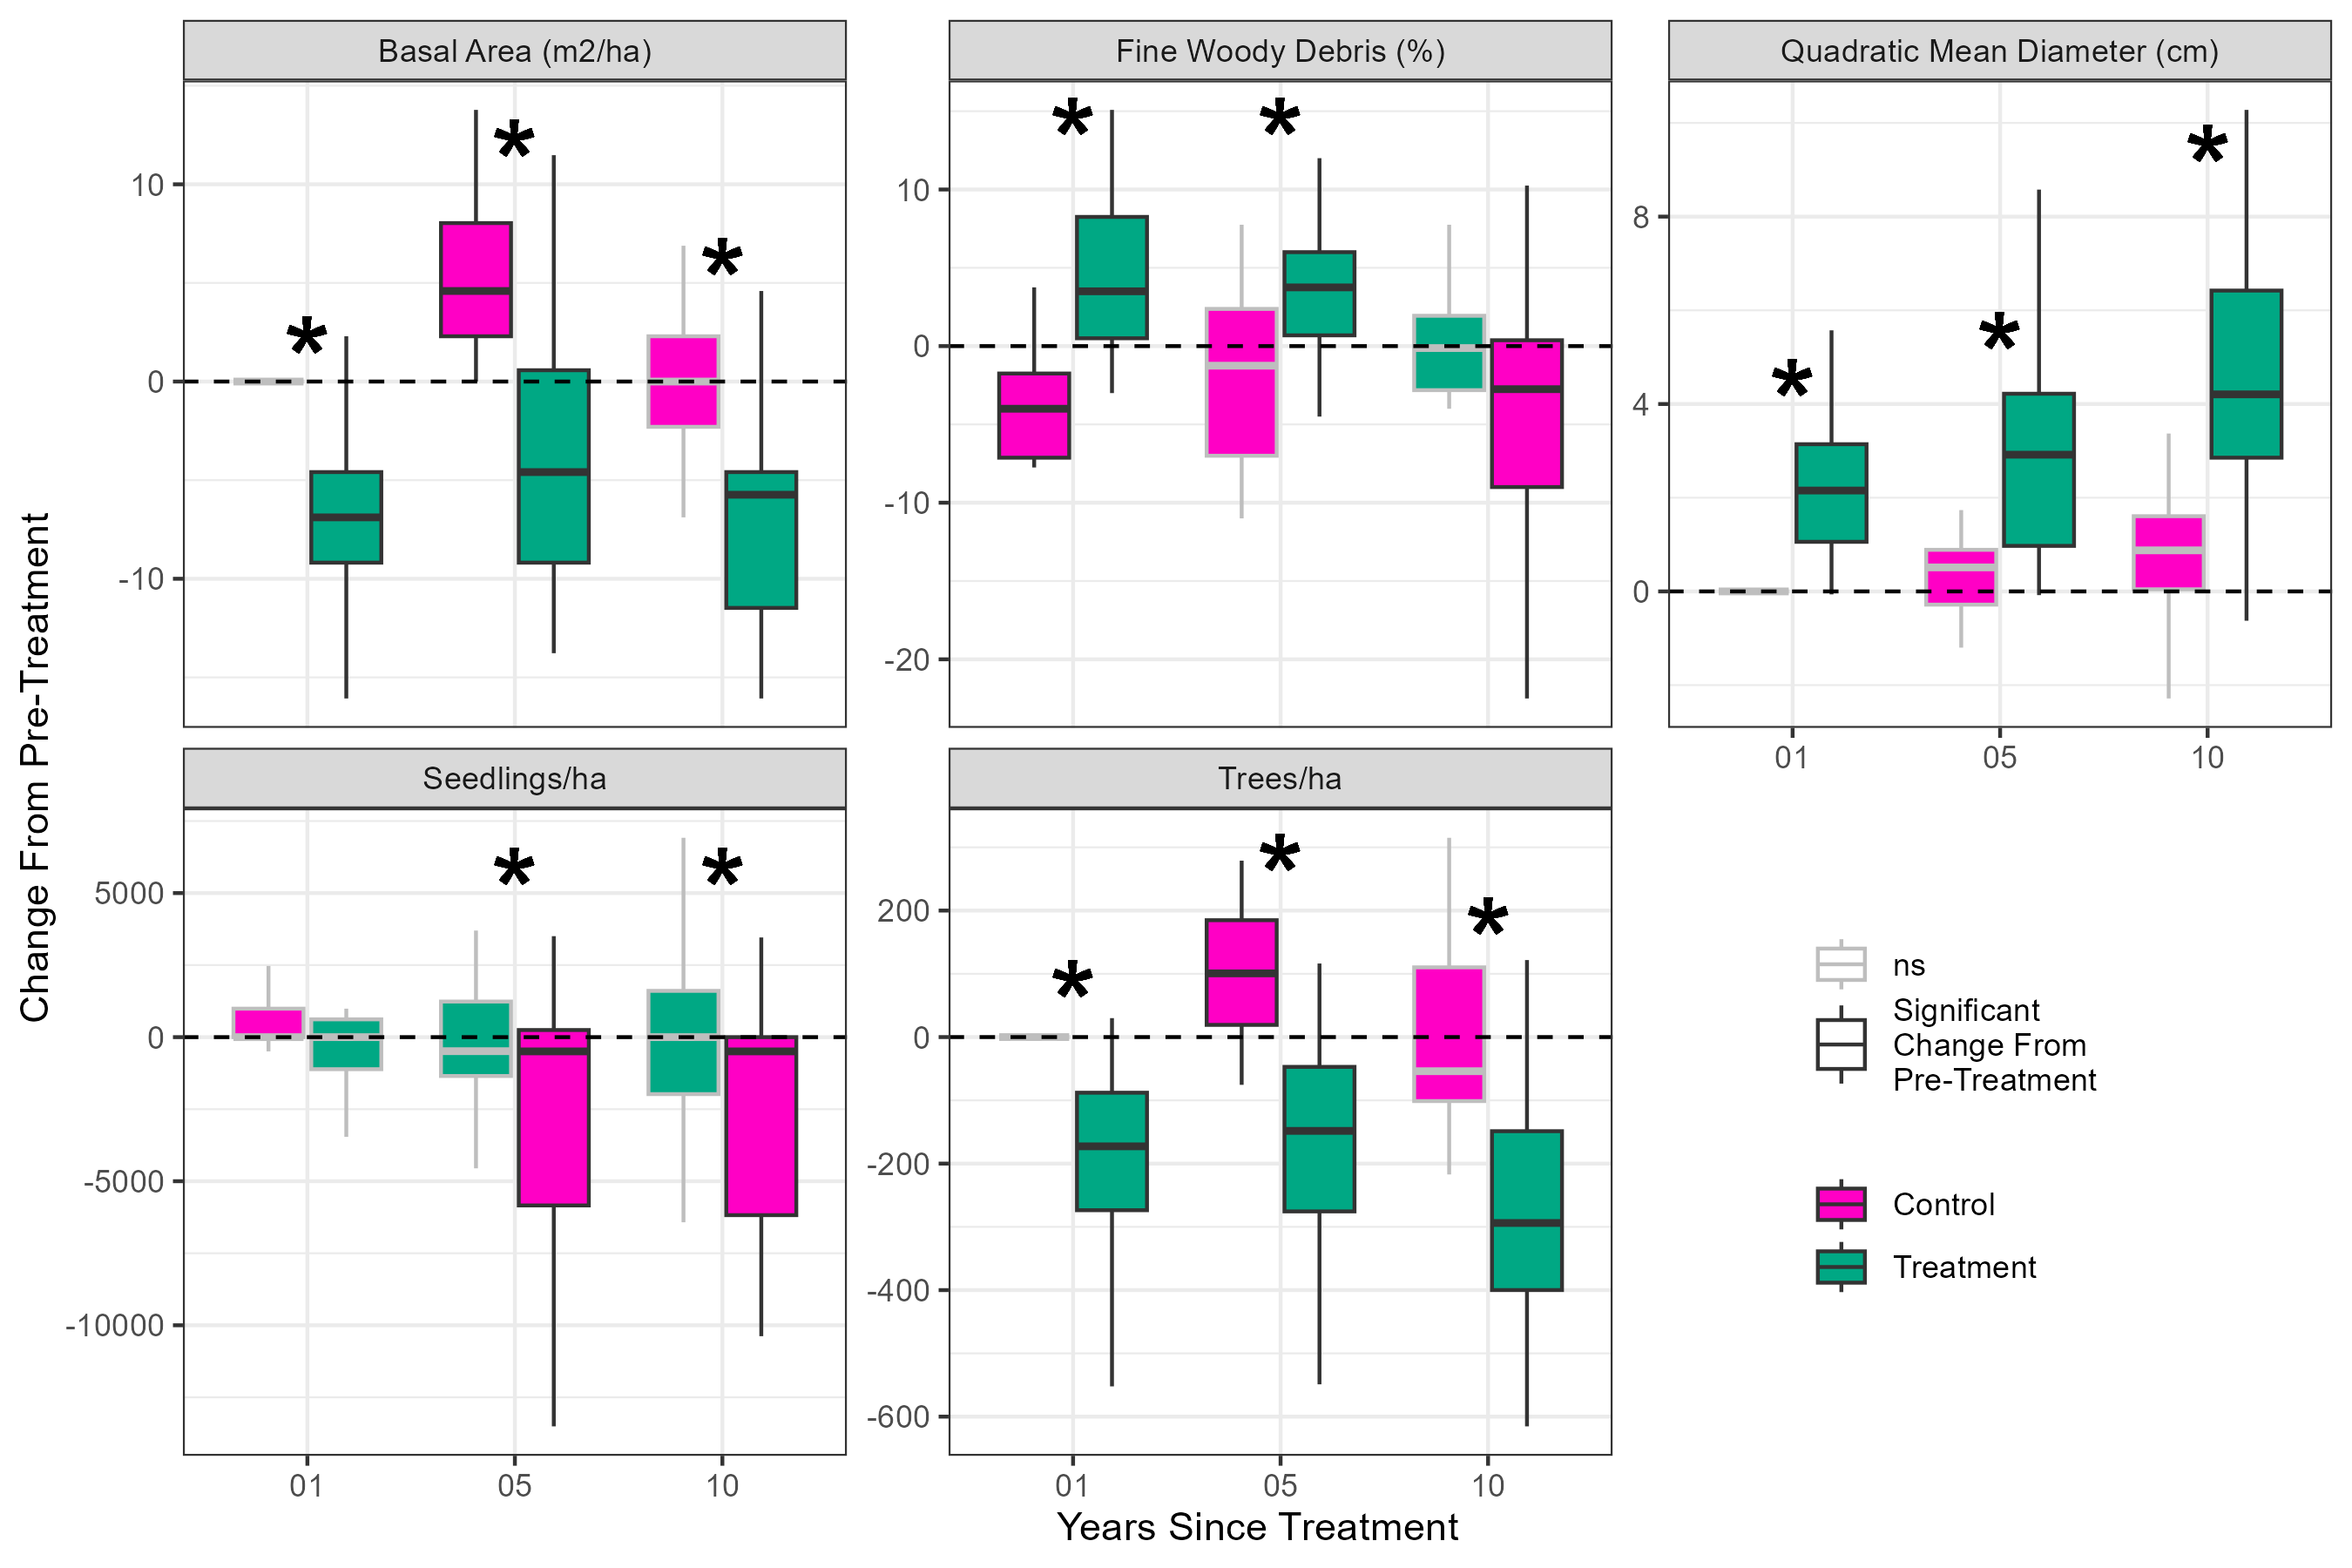 Basal Area (m2/ha)
Fine Woody Debris (%)
Quadratic Mean Diameter (cm)
10
0
-10
10
0
-10
-20
8
4
0
01 05 10
Change From Pre-Treatment
Seedlings/ha
Trees/ha
5000
0
-5000
-10000
200
0
-200
-400
-600
01 05 10
01 05 10
Years Since Treatment
ns
Significant
Change From
Pre-Treatment
Control
Treatment